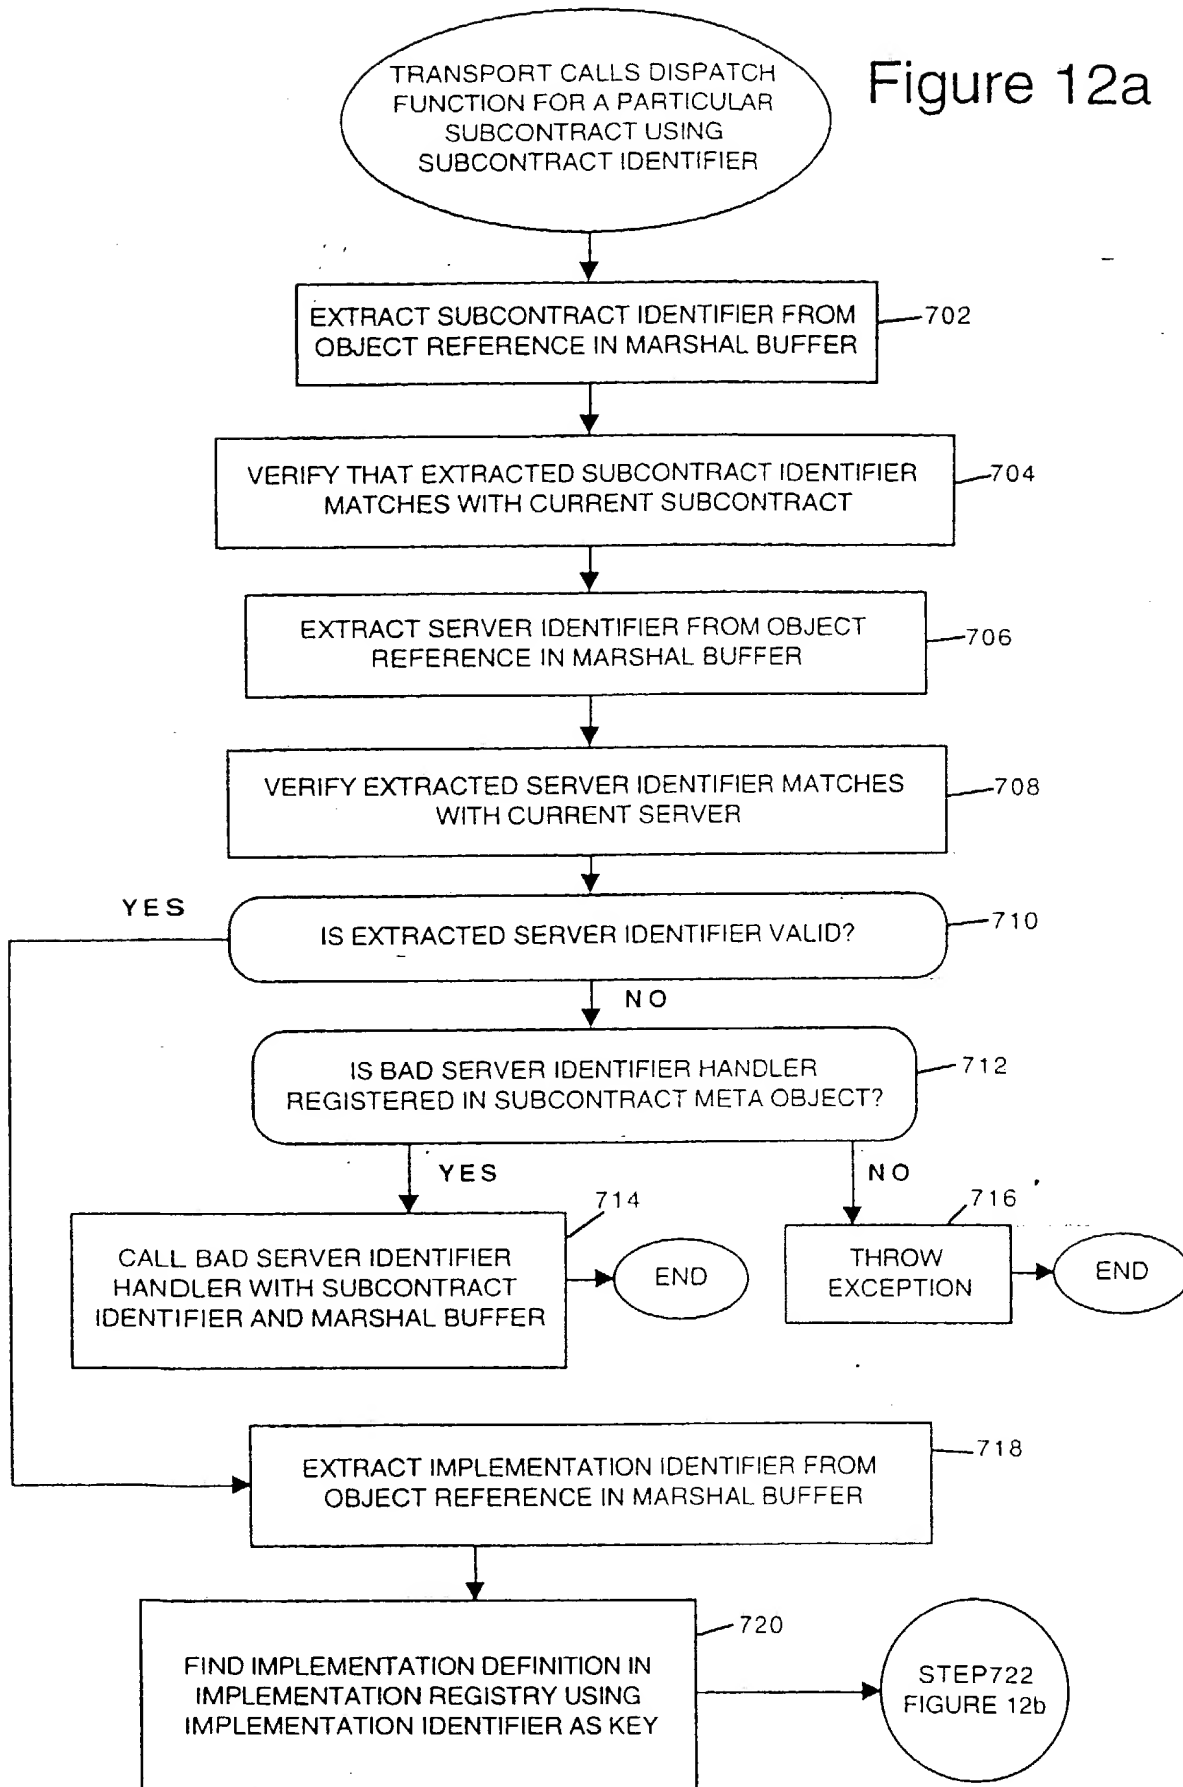 Figure 12a
TRANSPORT CALLS DISPATCH
FUNCTION FOR A PARTICULAR
SUBCONTRACT USING
SUBCONTRACT IDENTIFIER
EXTRACT SUBCONTRACT IDENTIFIER FROM
OBJECT REFERENCE IN MARSHAL BUFFER
702
VERIFY THAT EXTRACTED SUBCONTRACT IDENTIFIER
MATCHES WITH CURRENT SUBCONTRACT
704
EXTRACT SERVER IDENTIFIER FROM OBJECT
REFERENCE IN MARSHAL BUFFER
706
VERIFY EXTRACTED SERVER IDENTIFIER MATCHES
WITH CURRENT SERVER
708
YES
IS EXTRACTED SERVER IDENTIFIER VALID?
710
NO
IS BAD SERVER IDENTIFIER HANDLER
REGISTERED IN SUBCONTRACT META OBJECT?
712
YES
NO
714
CALL BAD SERVER IDENTIFIER
HANDLER WITH SUBCONTRACT
IDENTIFIER AND MARSHAL BUFFER
END
716
THROW
EXCEPTION
END
EXTRACT IMPLEMENTATION IDENTIFIER FROM
OBJECT REFERENCE IN MARSHAL BUFFER
718
FIND IMPLEMENTATION DEFINITION IN
IMPLEMENTATION REGISTRY USING
IMPLEMENTATION IDENTIFIER AS KEY
720
STEP722
FIGURE 12b